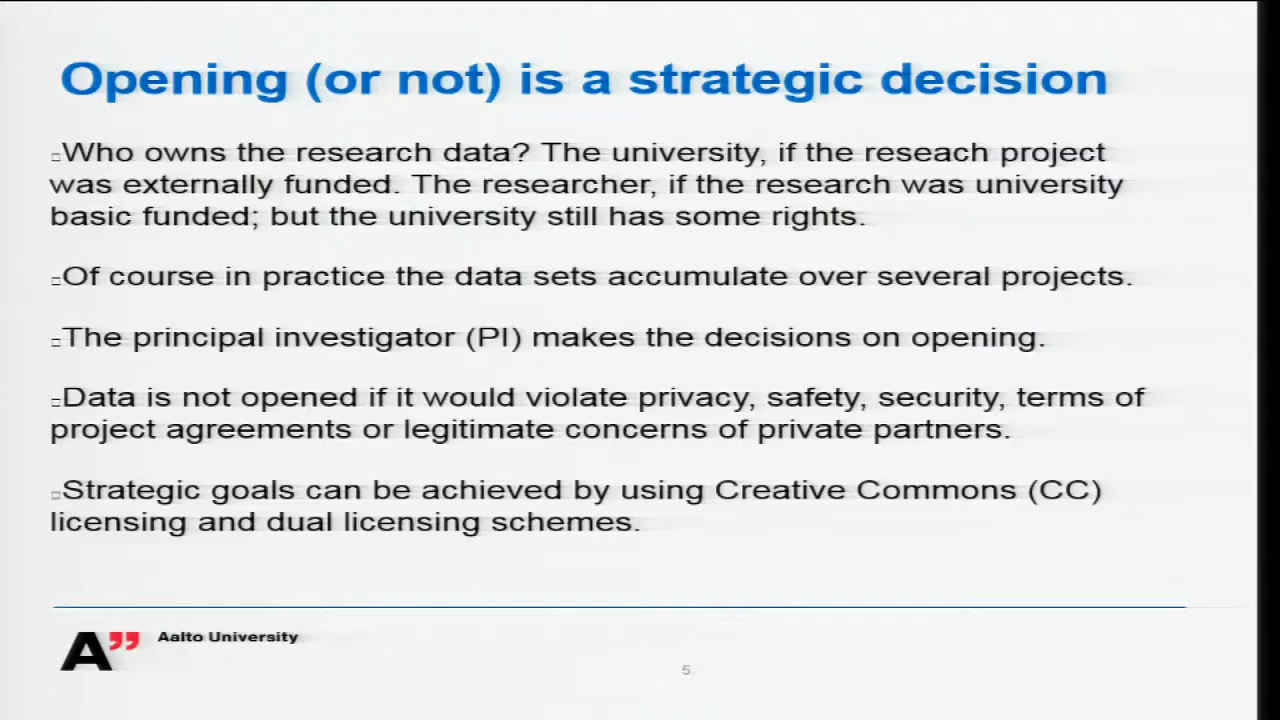 Opening (or not) is a strategic decision
Who owns the research data? The university, if the reseach project
was externally funded. The researcher, if the research was university
basic funded; but the university still has some rights.
Of course in practice the data sets accumulate over several projects.
The principal investigator (PI) makes the decisions on opening.
Data is not opened if it would violate privacy, safety, security, terms of
project agreements or legitimate concerns of private partners.
Strategic goals can be achieved by using Creative Commons (CC)
licensing and dual licensing schemes.
A”
Aalto University
5